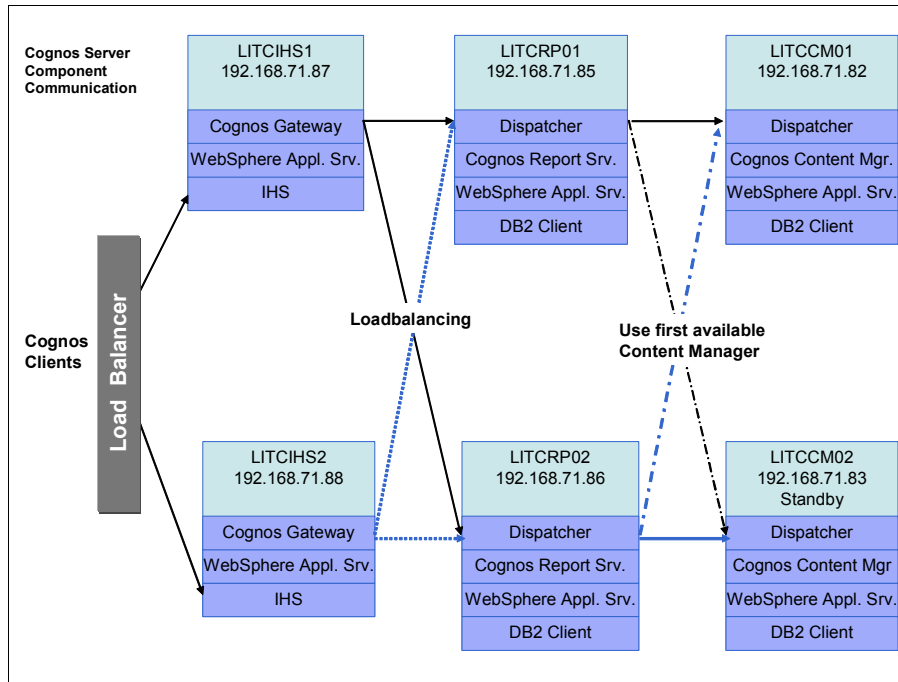 Cognos Server
Component
Communication
LITCIHS1
192.168.71.87
Cognos Gateway
WebSphere Appl. Srv.
IHS
LITCRP01
192.168.71.85
Dispatcher
Cognos Report Srv.
WebSphere Appl. Srv.
DB2 Client
LITCCM01
192.168.71.82
Dispatcher
Cognos Content Mgr.
WebSphere Appl. Srv.
DB2 Client
Cognos
Clients
Load Balancer
Loadbalancing
Use first available
Content Manager
LITCIHS2
192.168.71.88
Cognos Gateway
WebSphere Appl. Srv.
IHS
LITCRP02
192.168.71.86
Dispatcher
Cognos Report Srv.
WebSphere Appl. Srv.
DB2 Client
LITCCM02
192.168.71.83
Standby
Dispatcher
Cognos Content Mgr
WebSphere Appl. Srv.
DB2 Client